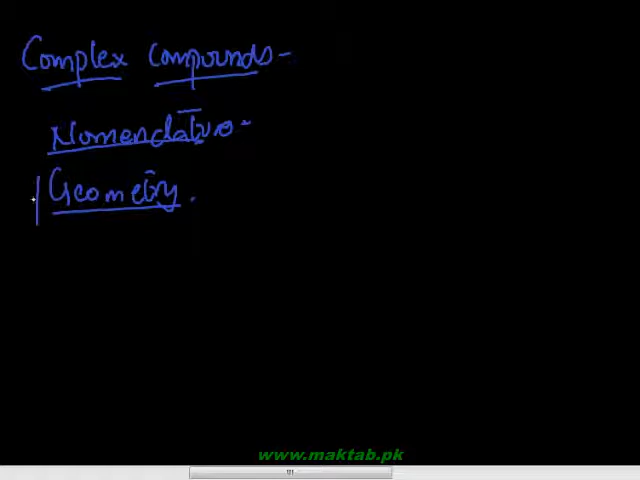 Complex Compounds -
Nomenclature -
Geometry .
www.maktab.pk